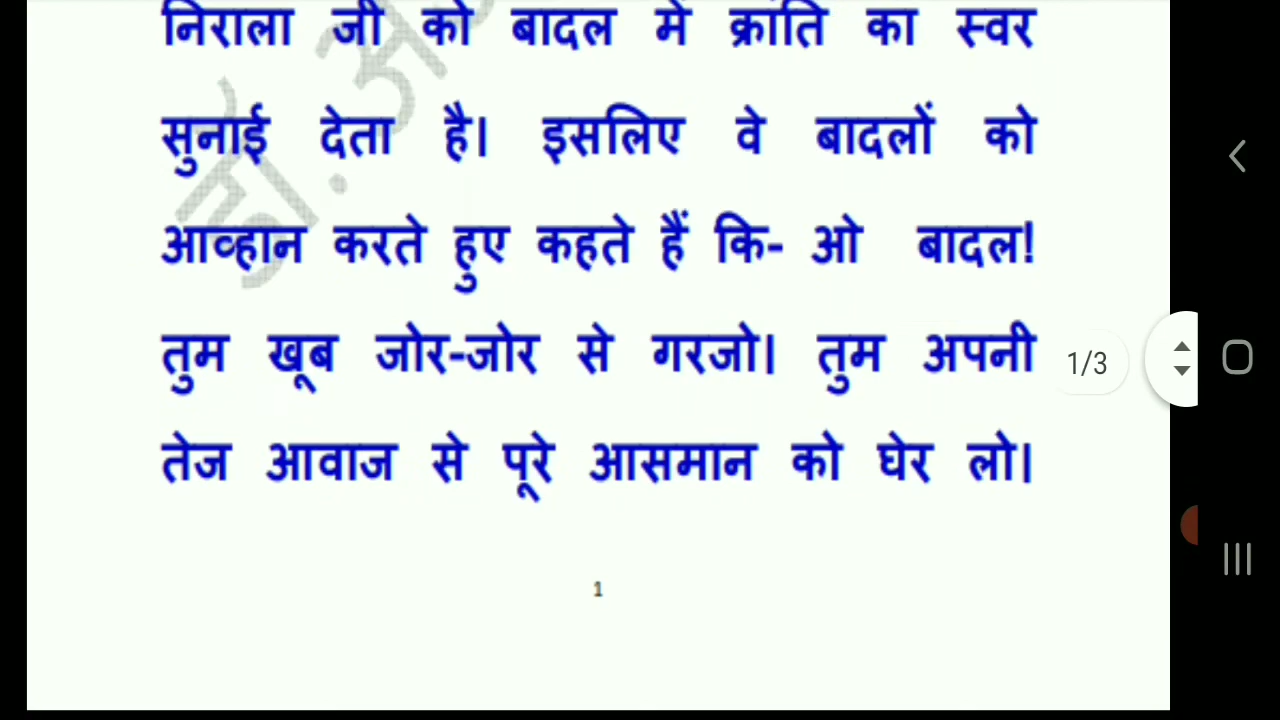 निराला जी को बादल में क्रांति का स्वर
सुनाई देता है। इसलिए वे बादलों को
आव्हान करते हुए कहते हैं कि- ओ बादल!
तुम खूब जोर-जोर से गरजो। तुम अपनी
1/3
तेज आवाज से पूरे आसमान को घेर लो।
1